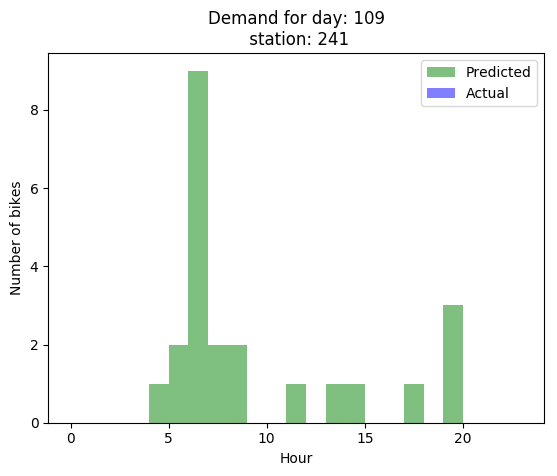 Demand for day: 109
station: 241
Predicted
Actual
Number of bikes
8
6
4
2
0
0 5 10 15 20
Hour